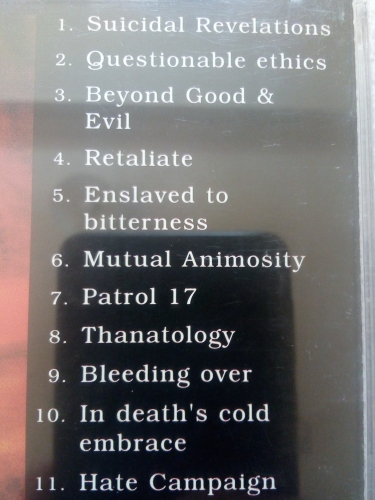 1. Suicidal Revelations
2. Questionable ethics
3. Beyond Good &
Evil
4. Retaliate
5. Enslaved to
bitterness
6. Mutual Animosity
7. Patrol 17
8. Thanatology
9. Bleeding over
10. In death's cold
embrace
11. Hate Campaign